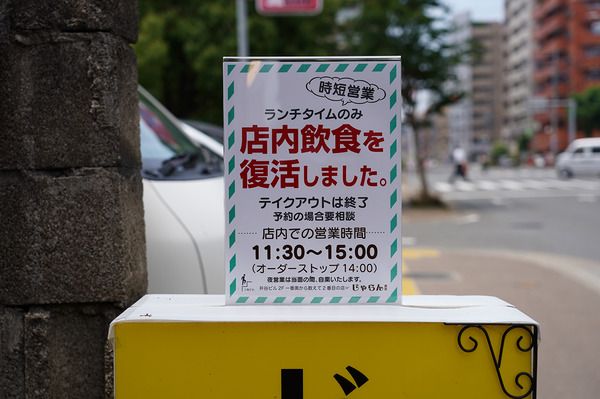 時短営業
ランチタイムのみ
店内飲食を
復活しました。
テイクアウトは終了
予約の場合要相談
店内での営業時間
11:30〜15:00
（オーダーストップ 14:00）
夜営業は当面の間、自粛いたします。
じゃらん